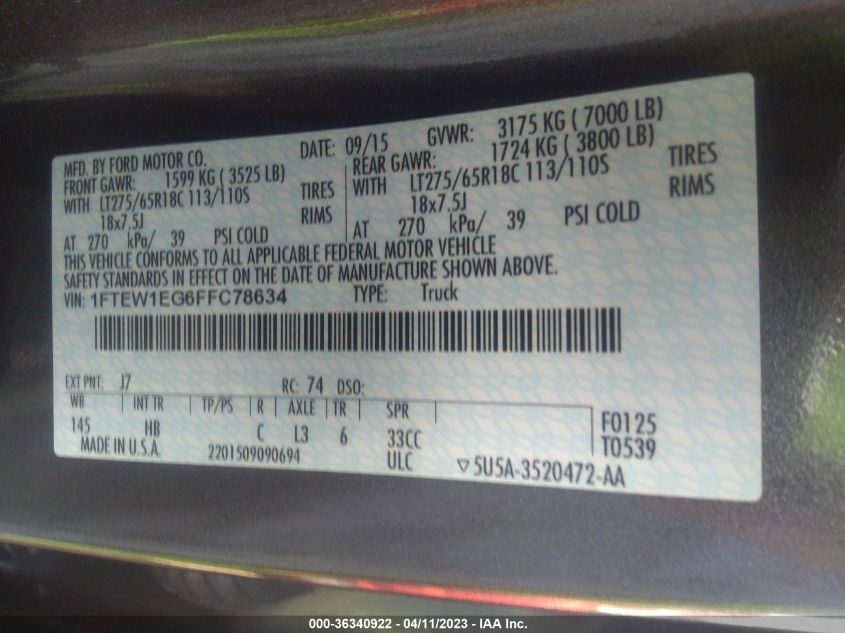 MFD. BY FORD MOTOR CO.
DATE: 09/15 GVWR: 3175 KG ( 7000 LB)
FRONT GAWR: 1599 KG ( 3525 LB)
WITH LT275/65R18C 113/110S TIRES
18x7.5J RIMS
AT 270 kPa/ 39 PSI COLD
REAR GAWR: 1724 KG ( 3800 LB)
WITH LT275/65R18C 113/110S TIRES
18x7.5J RIMS
AT 270 kPa/ 39 PSI COLD
THIS VEHICLE CONFORMS TO ALL APPLICABLE FEDERAL MOTOR VEHICLE
SAFETY STANDARDS IN EFFECT ON THE DATE OF MANUFACTURE SHOWN ABOVE.
VIN: 1FTEW1EG6FFC78634 TYPE: Truck
EXT PNT: J7 RC: 74 DSO:
WB INT TR TP/PS R AXLE TR SPR
145 HB C L3 6 33CC
F0125
T0539
MADE IN U.S.A. 2201509090694 ULC ▽5U5A-3520472-AA
000-36340922 - 04/11/2023 - IAA Inc.